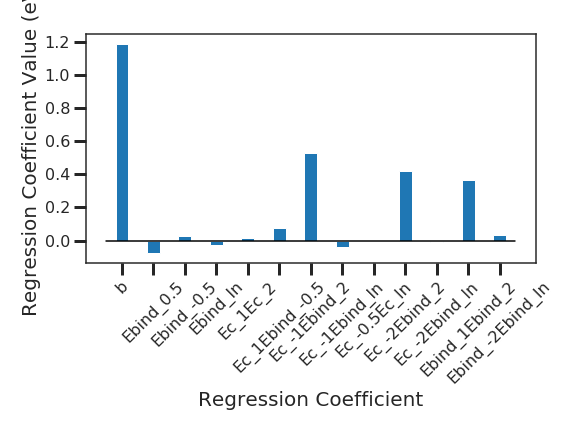 Regression Coefficient Value (eV
1.2
1.0
0.8
0.6
0.4
0.2
0.0
b
Ebind_0.5
Ebind_-0.5
Ebind_ln
Ec_1Ec_2
Ec_1Ebind_-0.5
Ec_-1Ebind_2
Ec_-1Ebind_ln
Ec_-0.5Ec_ln
Ec_-2Ebind_2
Ec_-2Ebind_ln
Ebind_1Ebind_2
Ebind_-2Ebind_ln
Regression Coefficient